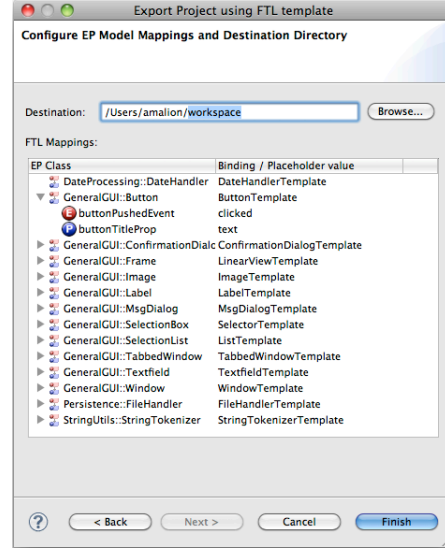 Export Project using FTL template
Configure EP Model Mappings and Destination Directory
Destination: /Users/amalion/workspace Browse...
FTL Mappings:
EP Class Binding / Placeholder value
DateProcessing::DateHandler DateHandlerTemplate
GeneralGUI::Button ButtonTemplate
E buttonPushedEvent clicked
P buttonTitleProp text
GeneralGUI::ConfirmationDialc ConfirmationDialogTemplate
GeneralGUI::Frame LinearViewTemplate
GeneralGUI::Image ImageTemplate
GeneralGUI::Label LabelTemplate
GeneralGUI::MsgDialog MsgDialogTemplate
GeneralGUI::SelectionBox SelectorTemplate
GeneralGUI::SelectionList ListTemplate
GeneralGUI::TabbedWindow TabbedWindowTemplate
GeneralGUI::Textfield TextfieldTemplate
GeneralGUI::Window WindowTemplate
Persistence::FileHandler FileHandlerTemplate
StringUtils::StringTokenizer StringTokenizerTemplate
? < Back Next > Cancel Finish